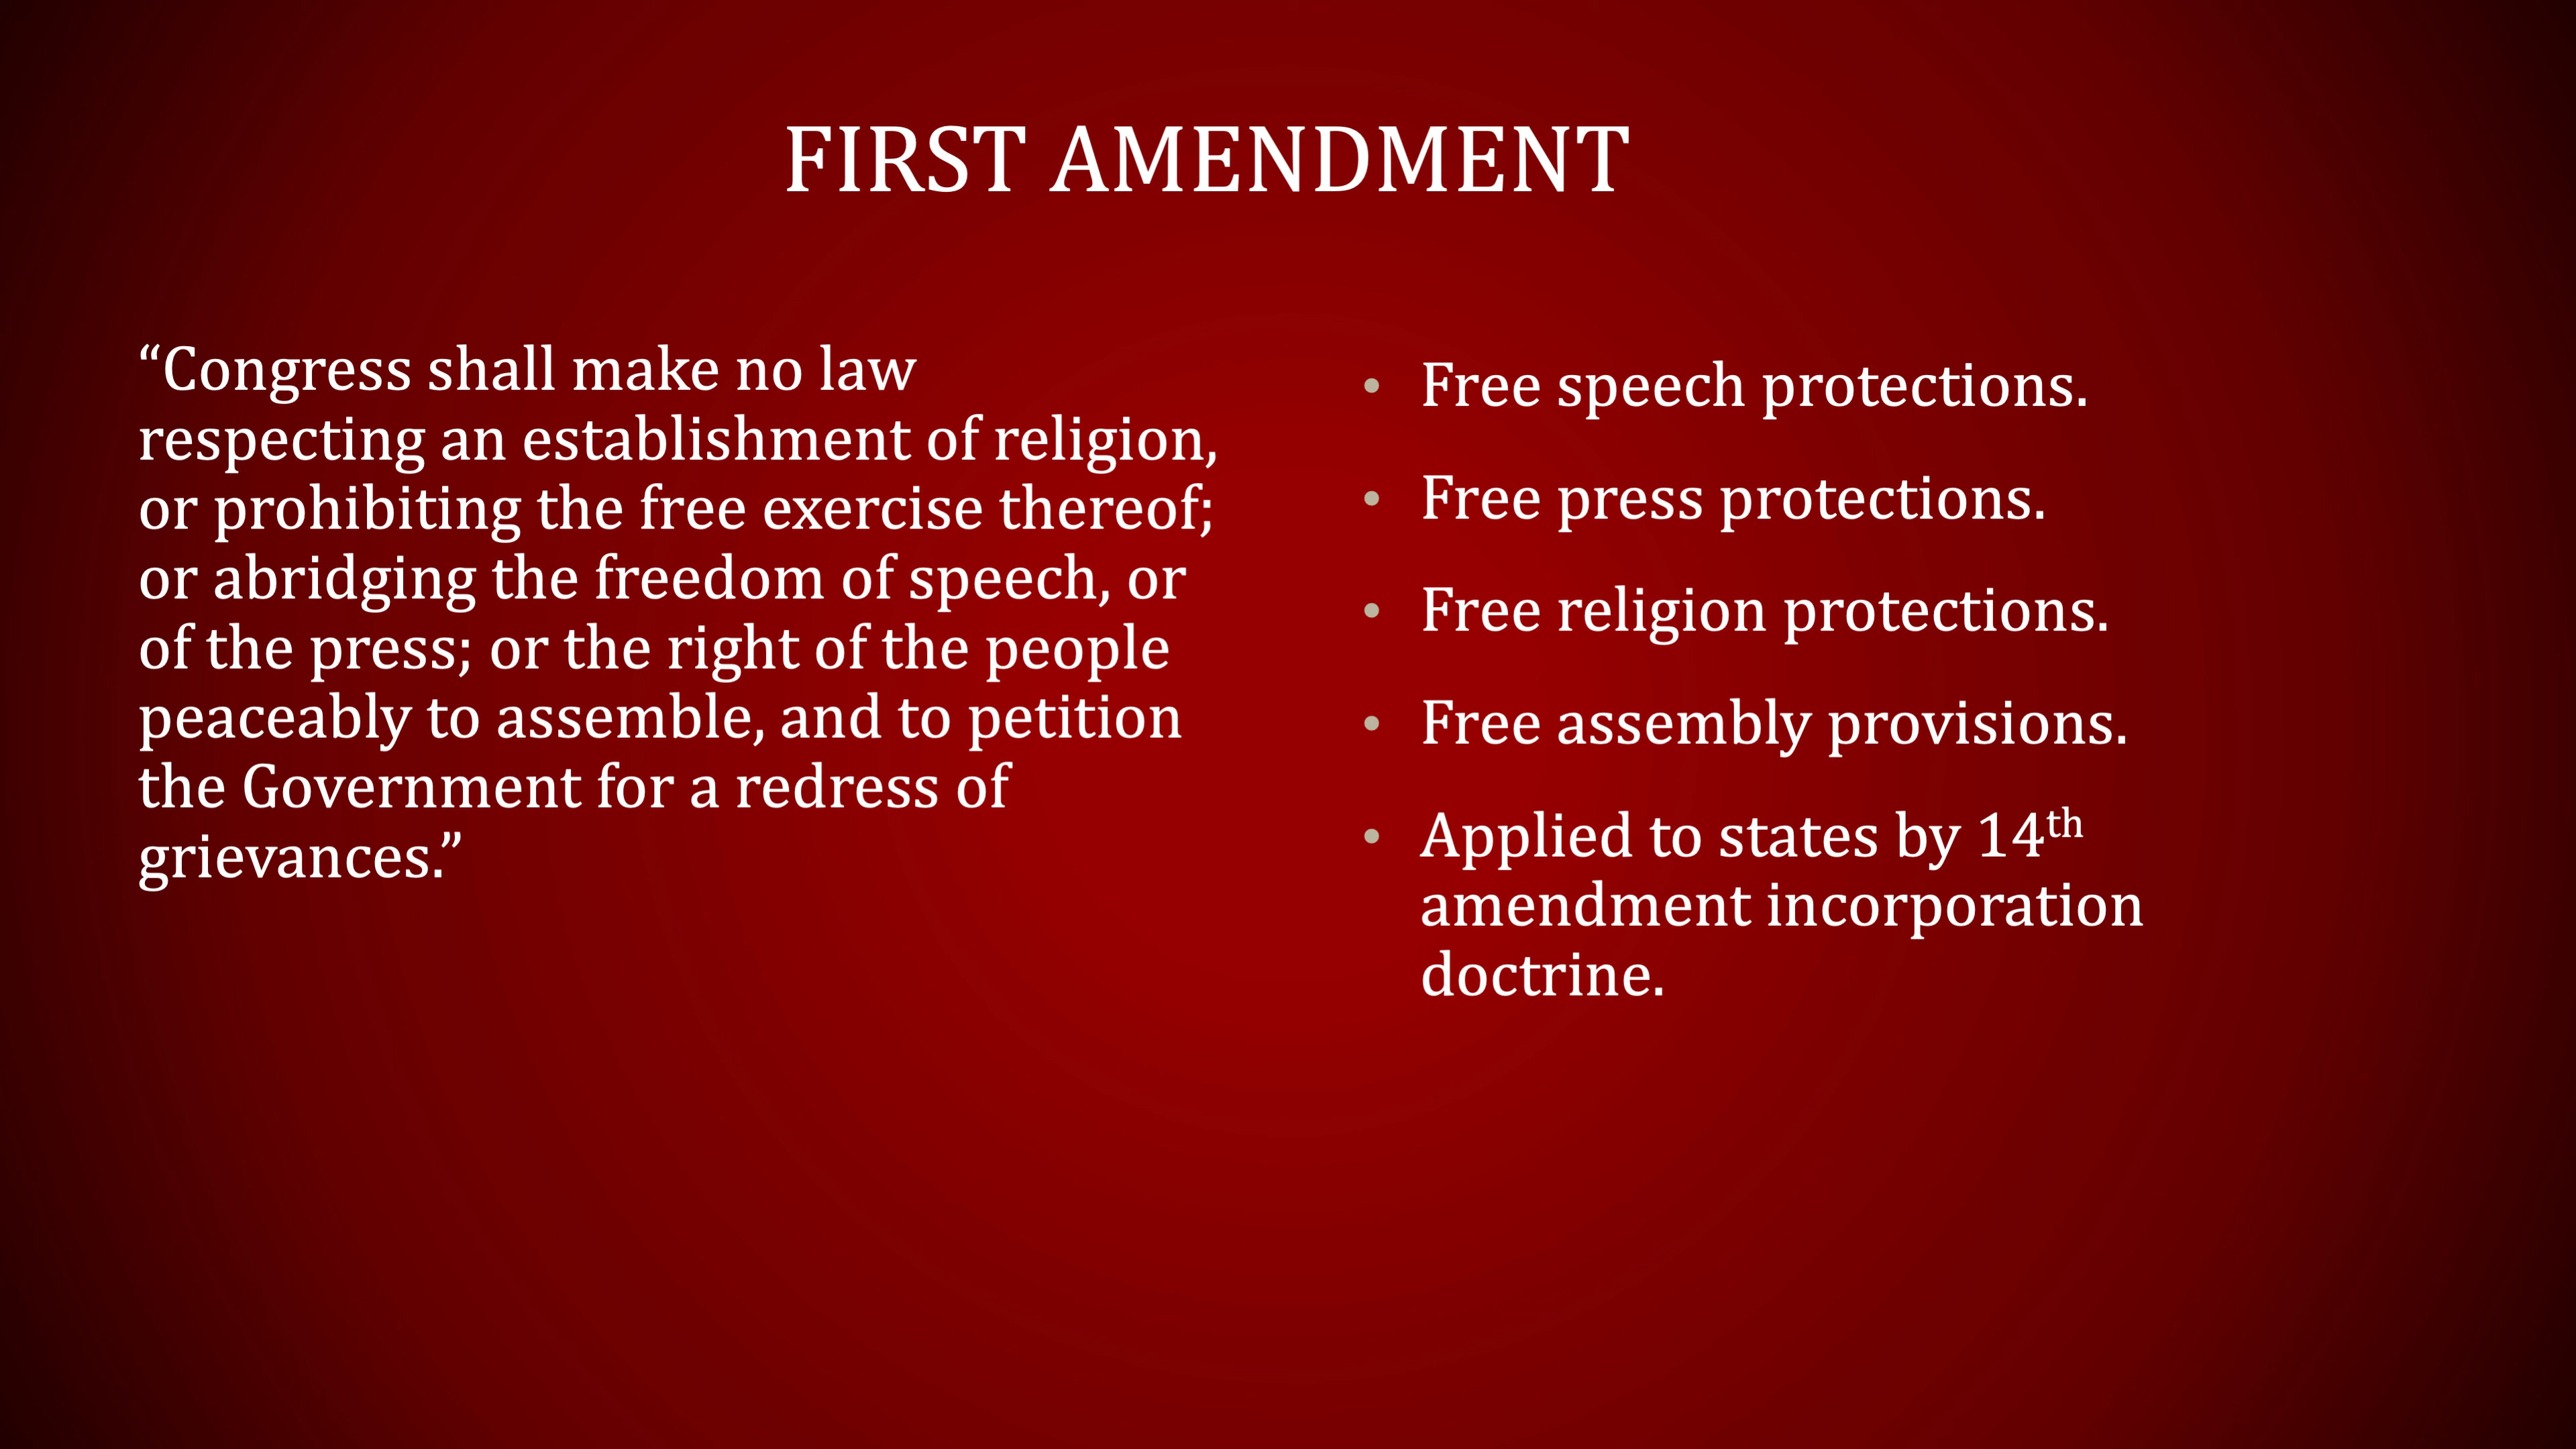 FIRST AMENDMENT
“Congress shall make no law
respecting an establishment of religion,
or prohibiting the free exercise thereof;
or abridging the freedom of speech, or
of the press; or the right of the people
peaceably to assemble, and to petition
the Government for a redress of
grievances.”
• Free speech protections.
• Free press protections.
• Free religion protections.
• Free assembly provisions.
• Applied to states by 14th
amendment incorporation
doctrine.